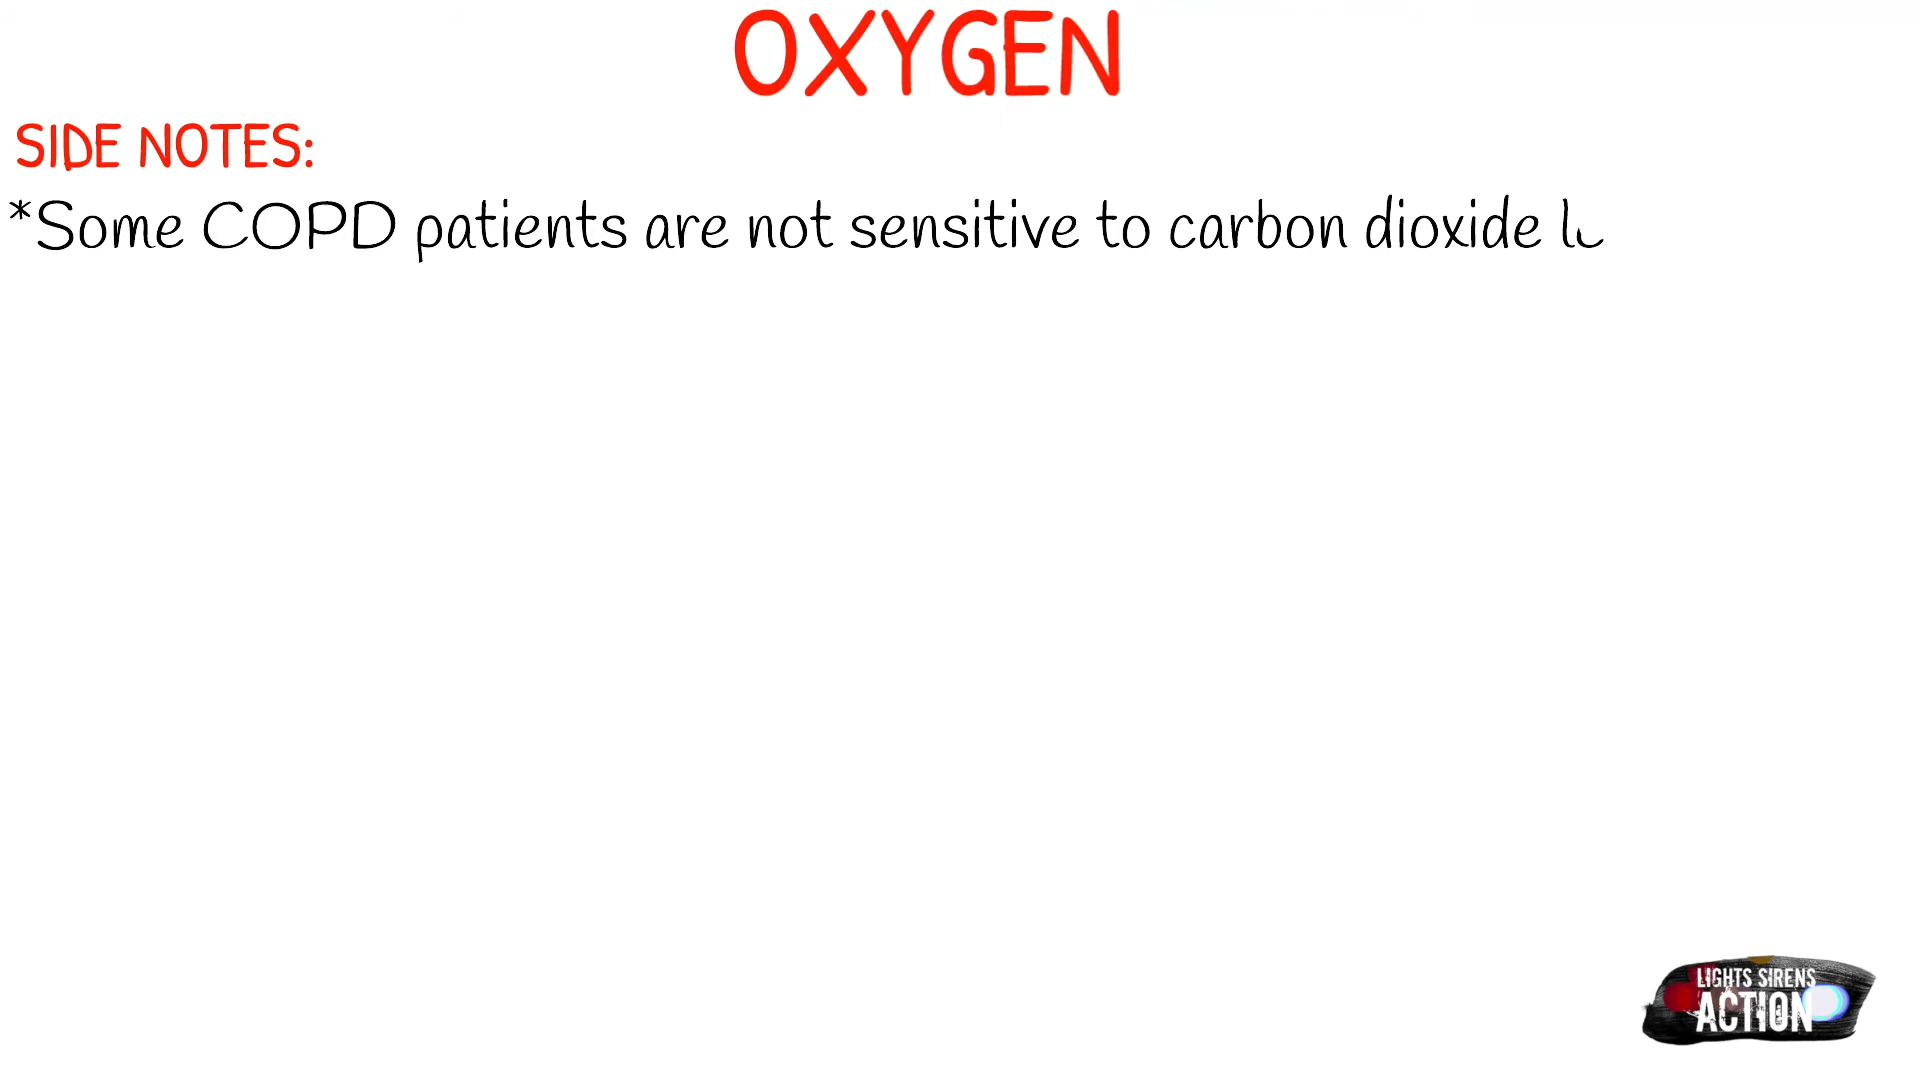 OXYGEN
SIDE NOTES:
*Some COPD patients are not sensitive to carbon dioxide
LIGHTS SIRENS
ACTION